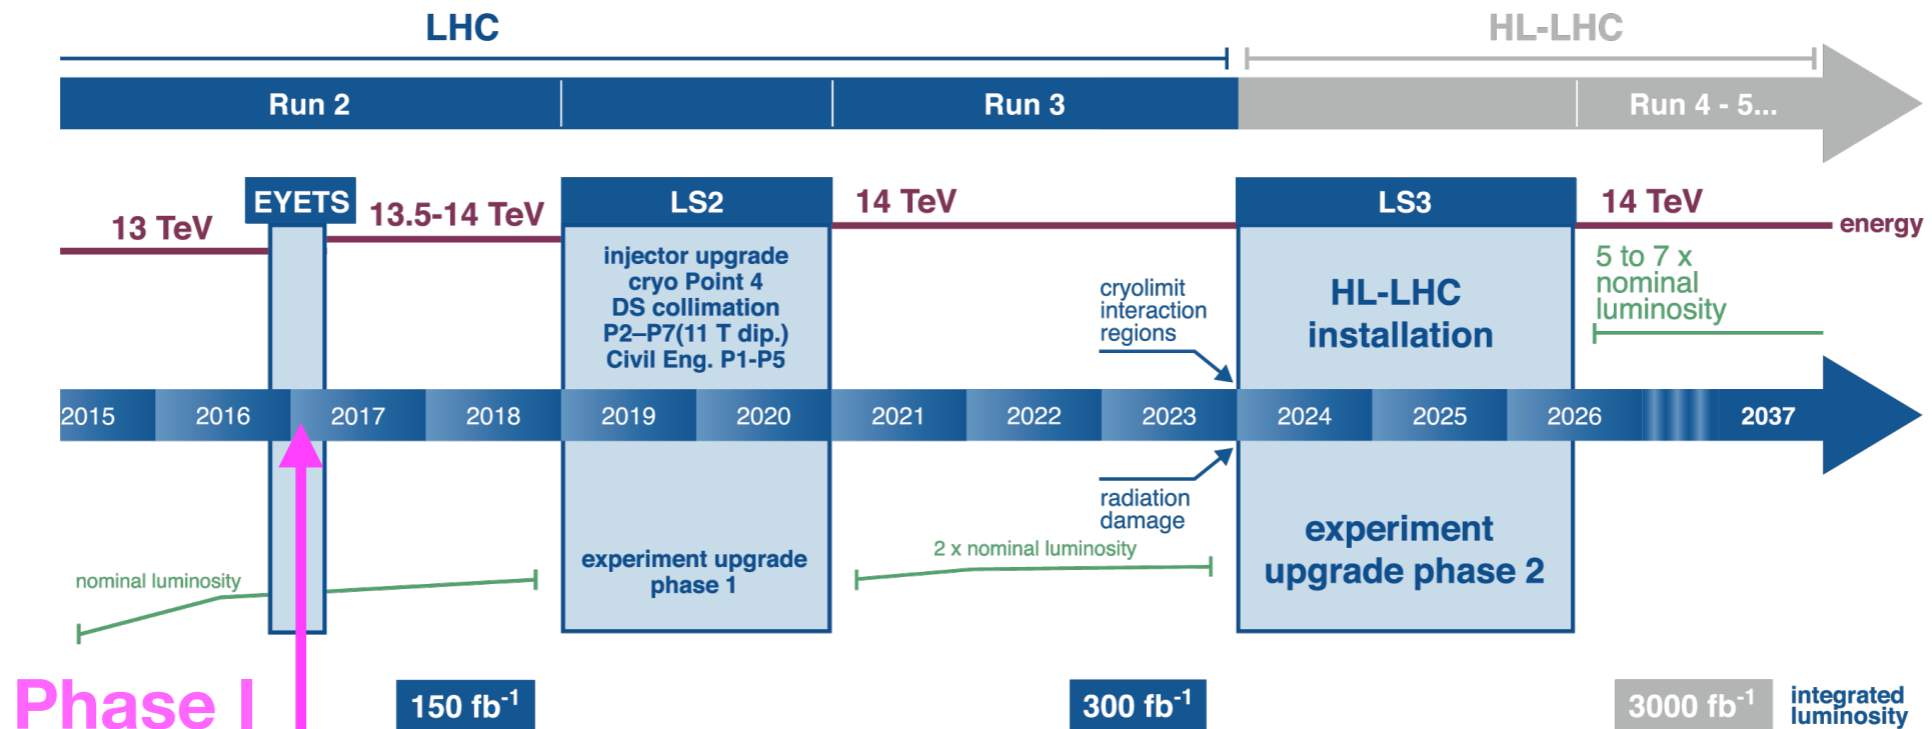 LHC
HL-LHC
Run 2
Run 3
Run 4 - 5...
EYETS
LS2
LS3
13 TeV
13.5-14 TeV
14 TeV
14 TeV
energy
injector upgrade
cryo Point 4
DS collimation
P2–P7(11 T dip.)
Civil Eng. P1-P5
cryolimit
interaction
regions
HL-LHC
installation
5 to 7 x
nominal
luminosity
2015
2016
2017
2018
2019
2020
2021
2022
2023
2024
2025
2026
2037
radiation
damage
nominal luminosity
experiment upgrade
phase 1
2 x nominal luminosity
experiment
upgrade phase 2
Phase I
150 fb⁻¹
300 fb⁻¹
3000 fb⁻¹
integrated
luminosity